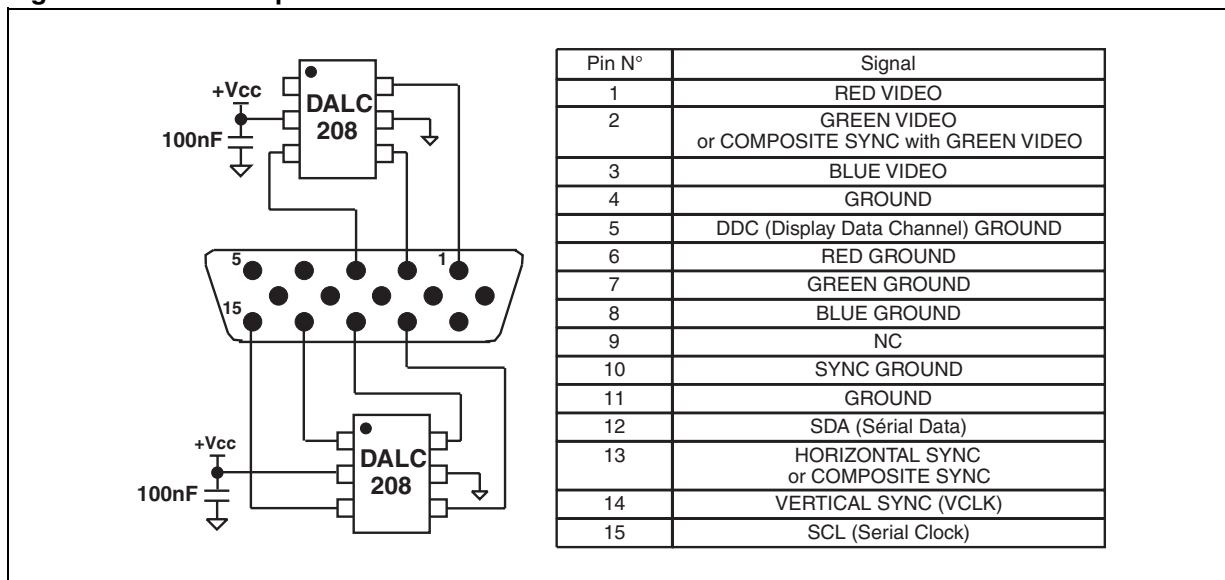 +Vcc
100nF
DALC
208
5
1
15
+Vcc
100nF
DALC
208
Pin N° Signal
1 RED VIDEO
2 GREEN VIDEO
or COMPOSITE SYNC with GREEN VIDEO
3 BLUE VIDEO
4 GROUND
5 DDC (Display Data Channel) GROUND
6 RED GROUND
7 GREEN GROUND
8 BLUE GROUND
9 NC
10 SYNC GROUND
11 GROUND
12 SDA (Sérial Data)
13 HORIZONTAL SYNC
or COMPOSITE SYNC
14 VERTICAL SYNC (VCLK)
15 SCL (Serial Clock)